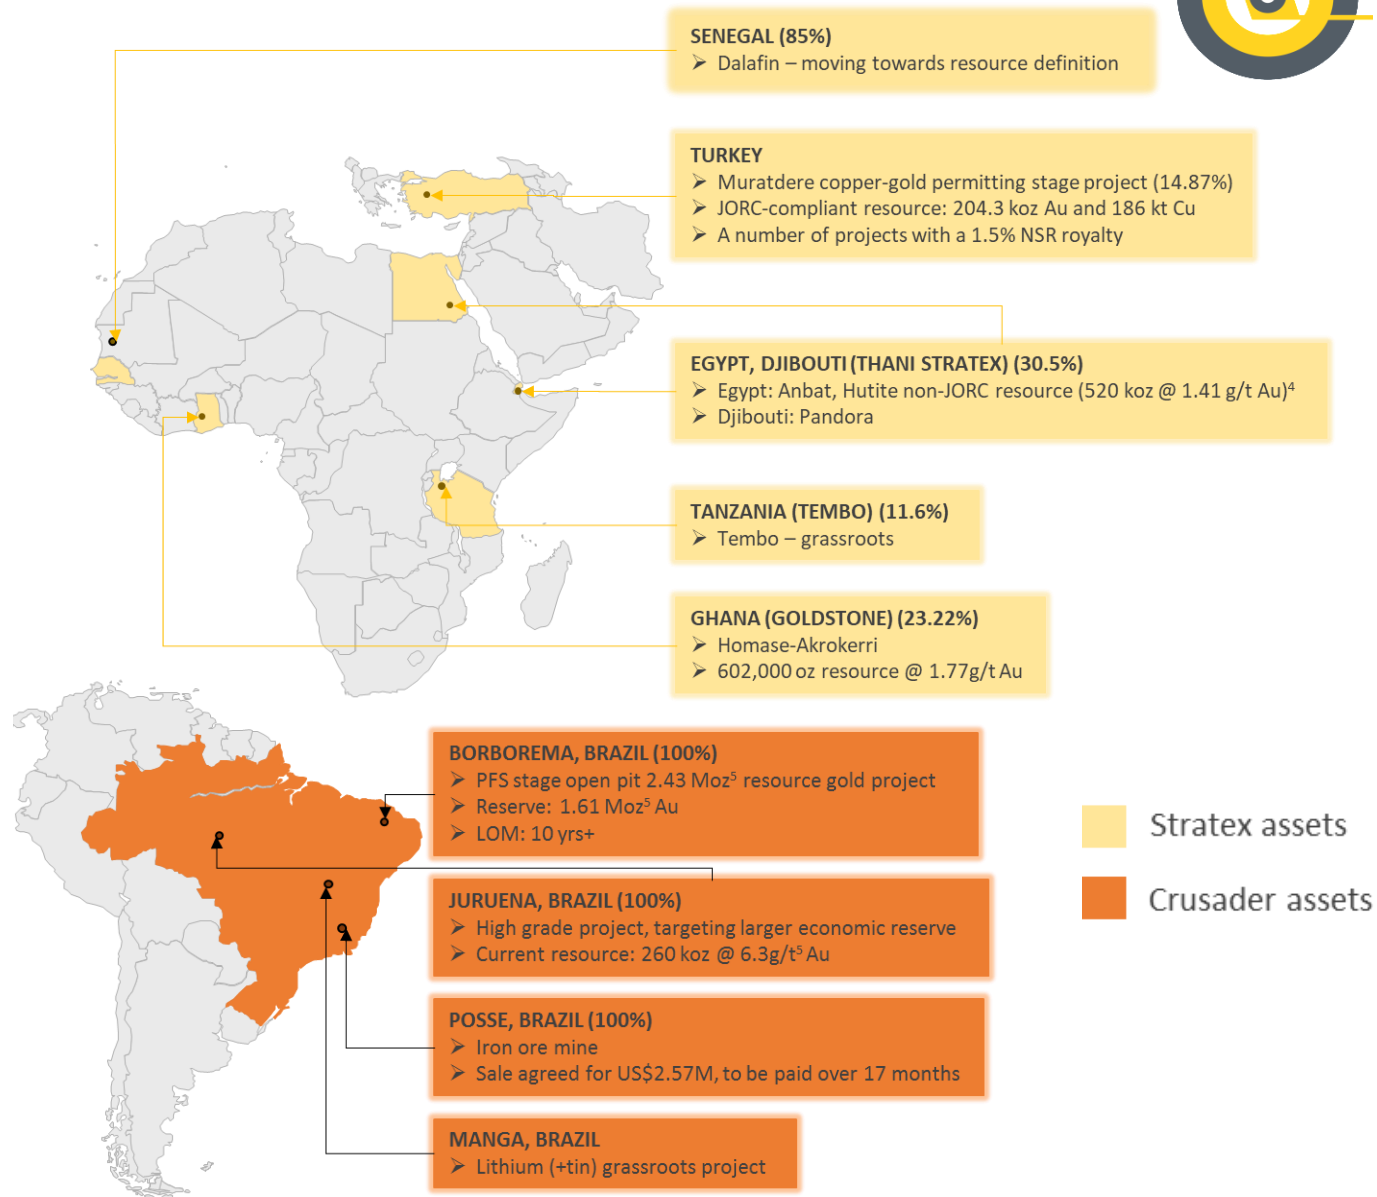 SENEGAL (85%)
➢ Dalafin – moving towards resource definition
TURKEY
➢ Muratdere copper-gold permitting stage project (14.87%)
➢ JORC-compliant resource: 204.3 koz Au and 186 kt Cu
➢ A number of projects with a 1.5% NSR royalty
EGYPT, DJIBOUTI (THANI STRATEX) (30.5%)
➢ Egypt: Anbat, Hutite non-JORC resource (520 koz @ 1.41 g/t Au)⁴
➢ Djibouti: Pandora
TANZANIA (TEMBO) (11.6%)
➢ Tembo – grassroots
GHANA (GOLDSTONE) (23.22%)
➢ Homase-Akrokerri
➢ 602,000 oz resource @ 1.77g/t Au
BORBOREMA, BRAZIL (100%)
➢ PFS stage open pit 2.43 Moz⁵ resource gold project
➢ Reserve: 1.61 Moz⁵ Au
➢ LOM: 10 yrs+
JURUENA, BRAZIL (100%)
➢ High grade project, targeting larger economic reserve
➢ Current resource: 260 koz @ 6.3g/t⁵ Au
POSSE, BRAZIL (100%)
➢ Iron ore mine
➢ Sale agreed for US$2.57M, to be paid over 17 months
MANGA, BRAZIL
➢ Lithium (+tin) grassroots project
Stratex assets
Crusader assets